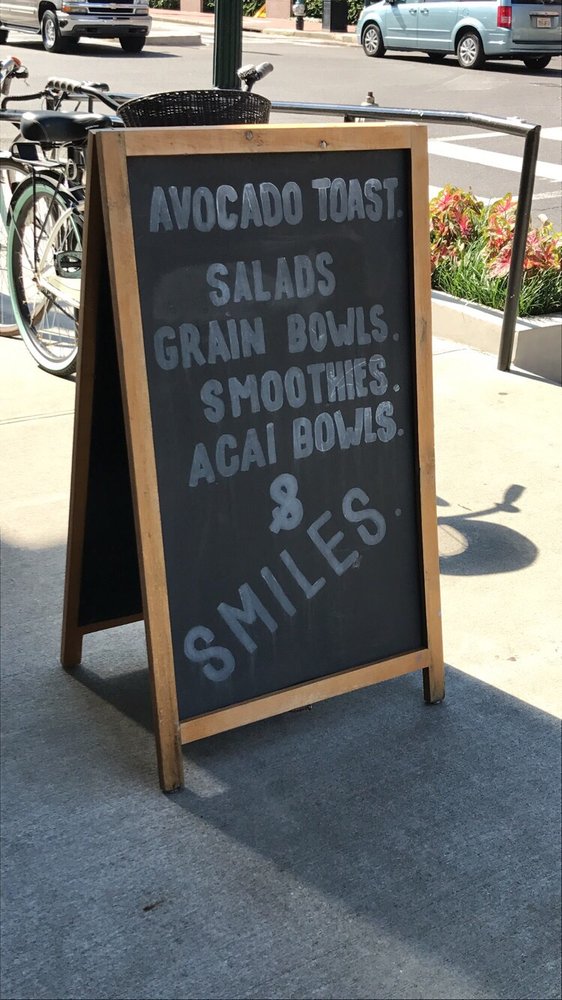 AVOCADO TOAST.
SALADS
GRAIN BOWLS.
SMOOTHIES.
ACAI BOWLS.
&
SMILES.